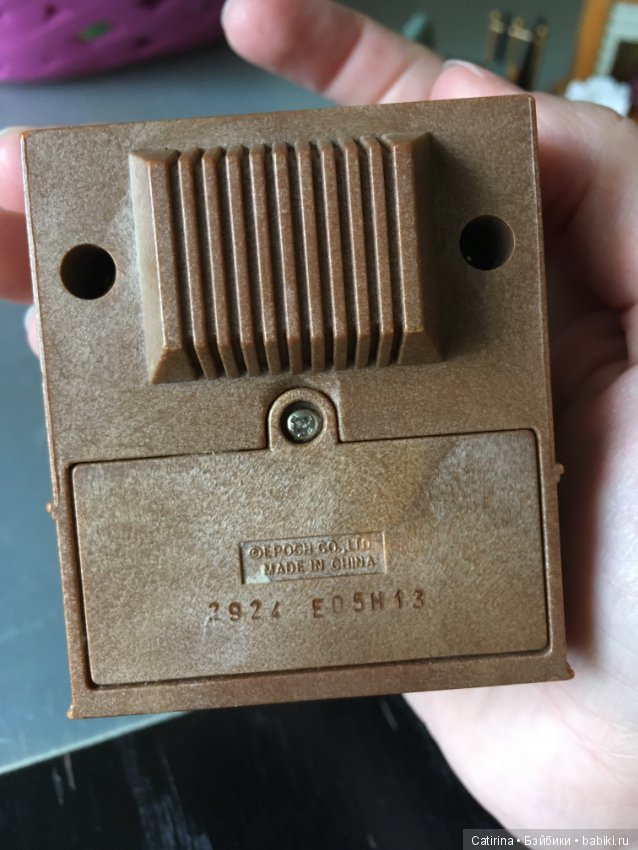 ©EPOCH CO.,LTD.
MADE IN CHINA
2924 E05H13
Catirina • Бэйбики • babiki.ru